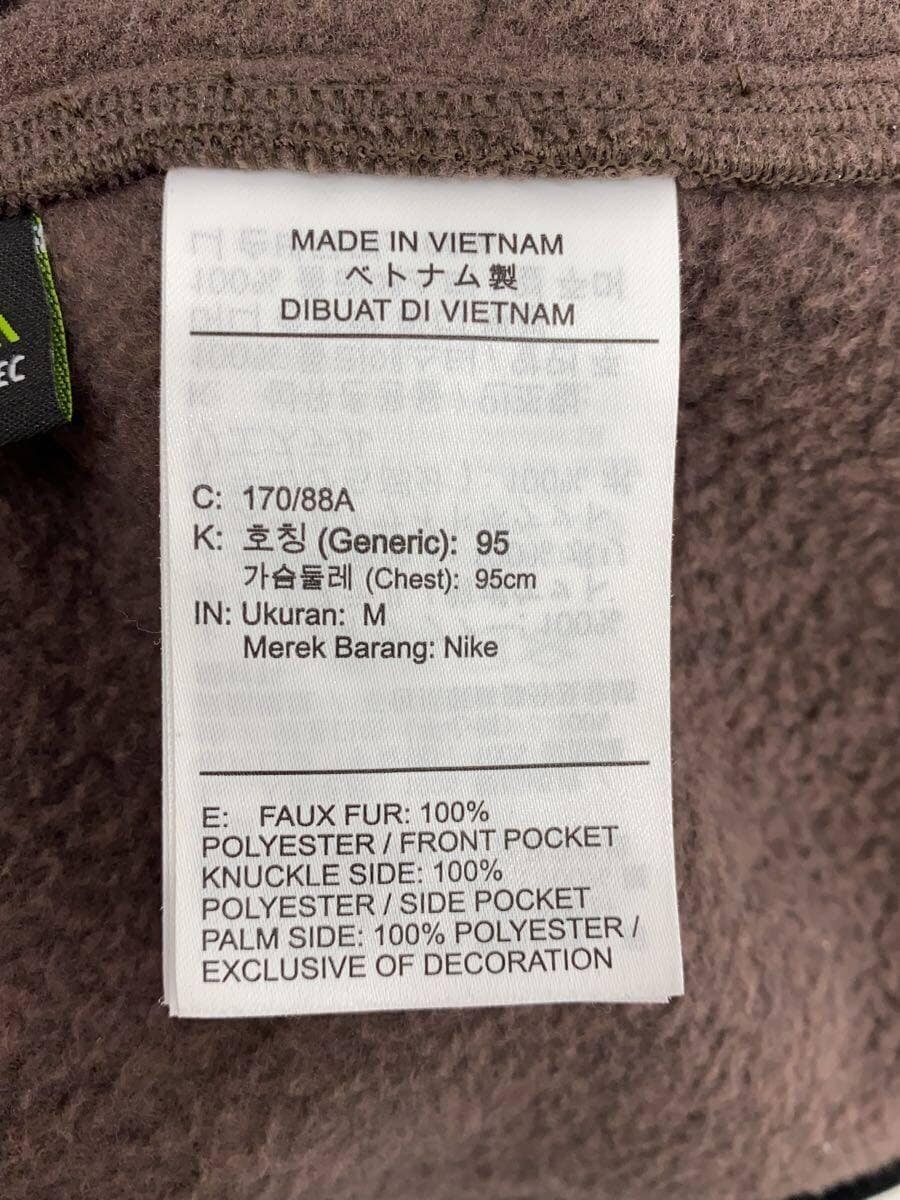 MADE IN VIETNAM
ベトナム製
DIBUAT DI VIETNAM
C: 170/88A
K: 호칭 (Generic): 95
가슴둘레 (Chest): 95cm
IN: Ukuran: M
Merek Barang: Nike
E: FAUX FUR: 100%
POLYESTER / FRONT POCKET
KNUCKLE SIDE: 100%
POLYESTER / SIDE POCKET
PALM SIDE: 100% POLYESTER /
EXCLUSIVE OF DECORATION